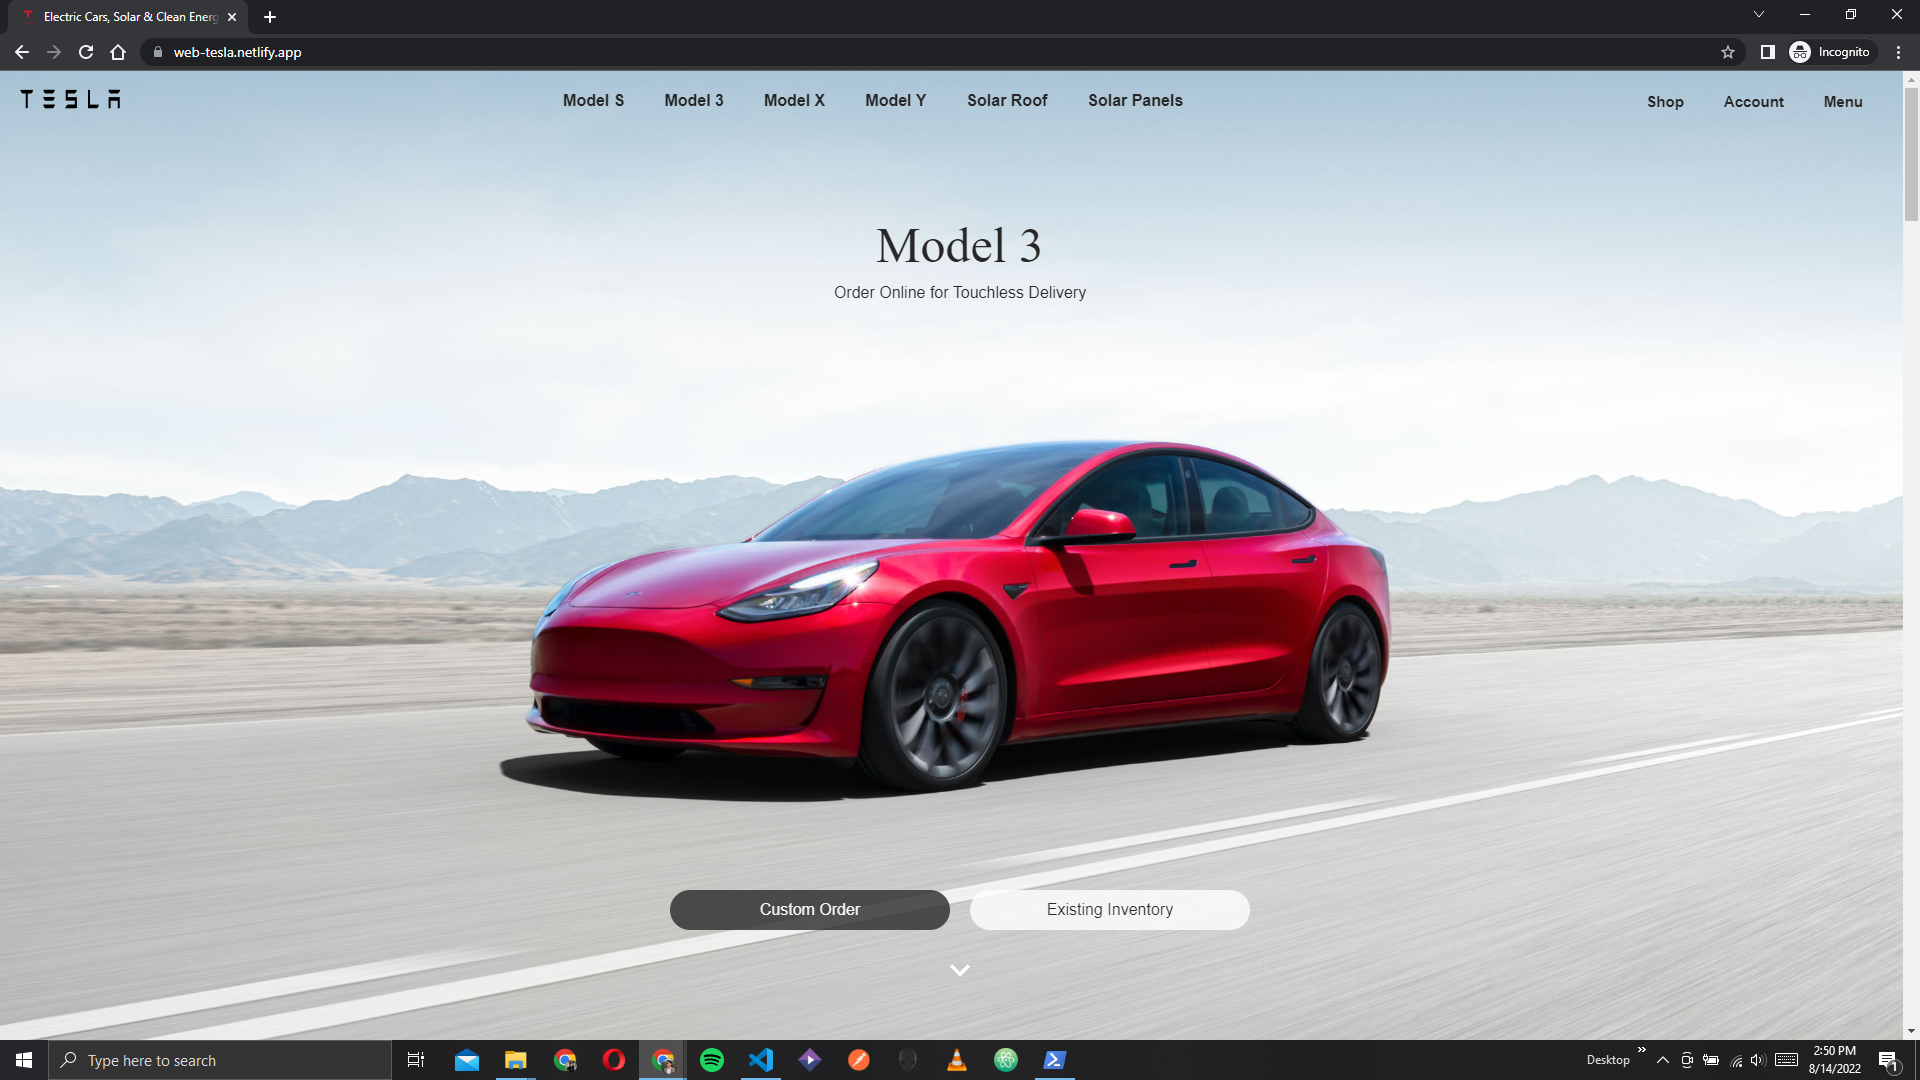 Electric Cars, Solar & Clean Energ
web-tesla.netlify.app
Incognito
TESLA
Model S Model 3 Model X Model Y Solar Roof Solar Panels
Shop Account Menu
Model 3
Order Online for Touchless Delivery
Custom Order Existing Inventory
Type here to search
Desktop
2:50 PM
8/14/2022
1